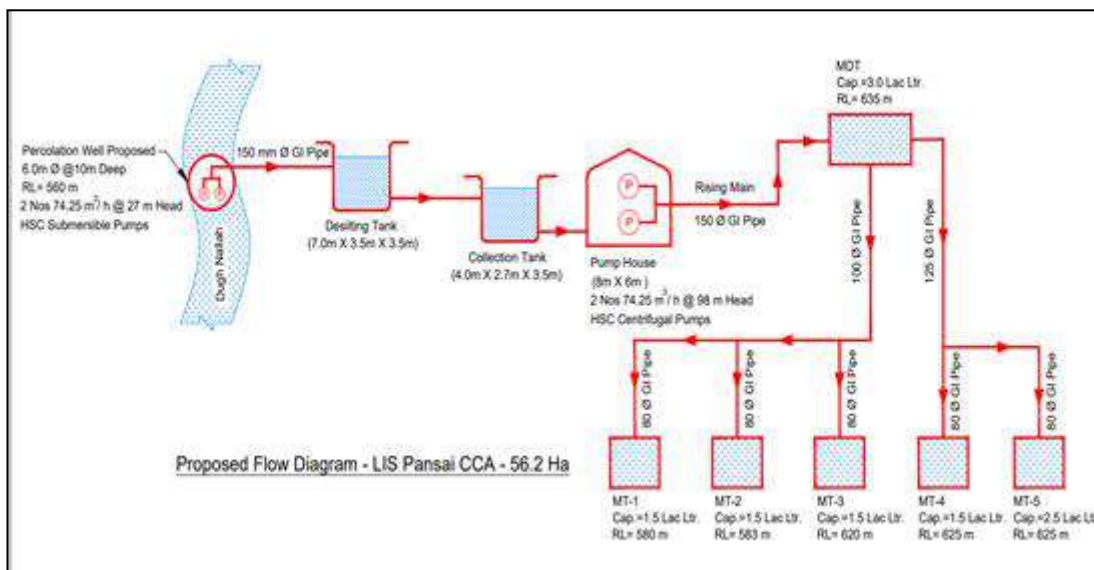 MDT
Cap.=3.0 Lac Ltr.
RL= 635 m
Percolation Well Proposed
6.0m Ø @10m Deep
RL= 560 m
2 Nos 74.25 m³/ h @ 27 m Head
HSC Submersible Pumps
150 mm Ø GI Pipe
Dugh Nallah
Desilting Tank
(7.0m X 3.5m X 3.5m)
Collection Tank
(4.0m X 2.7m X 3.5m)
P
P
Pump House
(8m X 6m )
2 Nos 74.25 m³/ h @ 98 m Head
HSC Centrifugal Pumps
Rising Main
150 Ø GI Pipe
100 Ø GI Pipe
125 Ø GI Pipe
80 Ø GI Pipe
80 Ø GI Pipe
80 Ø GI Pipe
80 Ø GI Pipe
80 Ø GI Pipe
Proposed Flow Diagram - LIS Pansai CCA - 56.2 Ha
MT-1
Cap.=1.5 Lac Ltr.
RL= 580 m
MT-2
Cap.=1.5 Lac Ltr.
RL= 583 m
MT-3
Cap.=1.5 Lac Ltr.
RL= 620 m
MT-4
Cap.=1.5 Lac Ltr.
RL= 625 m
MT-5
Cap.=2.5 Lac Ltr.
RL= 625 m